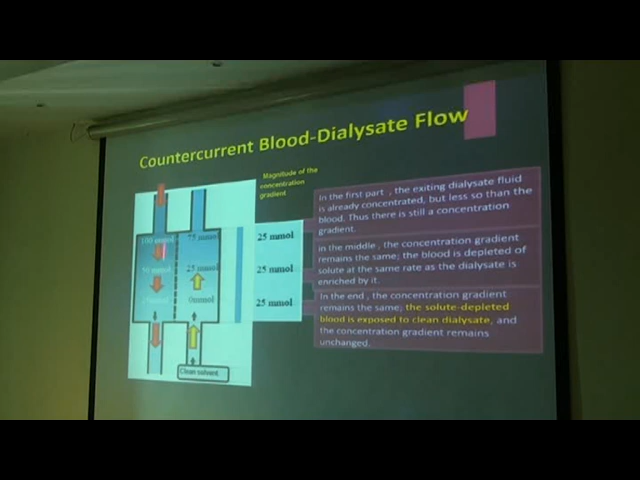 Countercurrent Blood-Dialysate Flow
Magnitude of the
concentration
gradient
100 mmol
75 mmol
25 mmol
50 mmol
25 mmol
25 mmol
0mmol
25 mmol
Clean solvent
In the first part , the exiting dialysate fluid
is already concentrated, but less so than the
blood. Thus there is still a concentration
gradient.
in the middle , the concentration gradient
remains the same; the blood is depleted of
solute at the same rate as the dialysate is
enriched by it.
In the end , the concentration gradient
remains the same; the solute-depleted
blood is exposed to clean dialysate, and
the concentration gradient remains
unchanged.